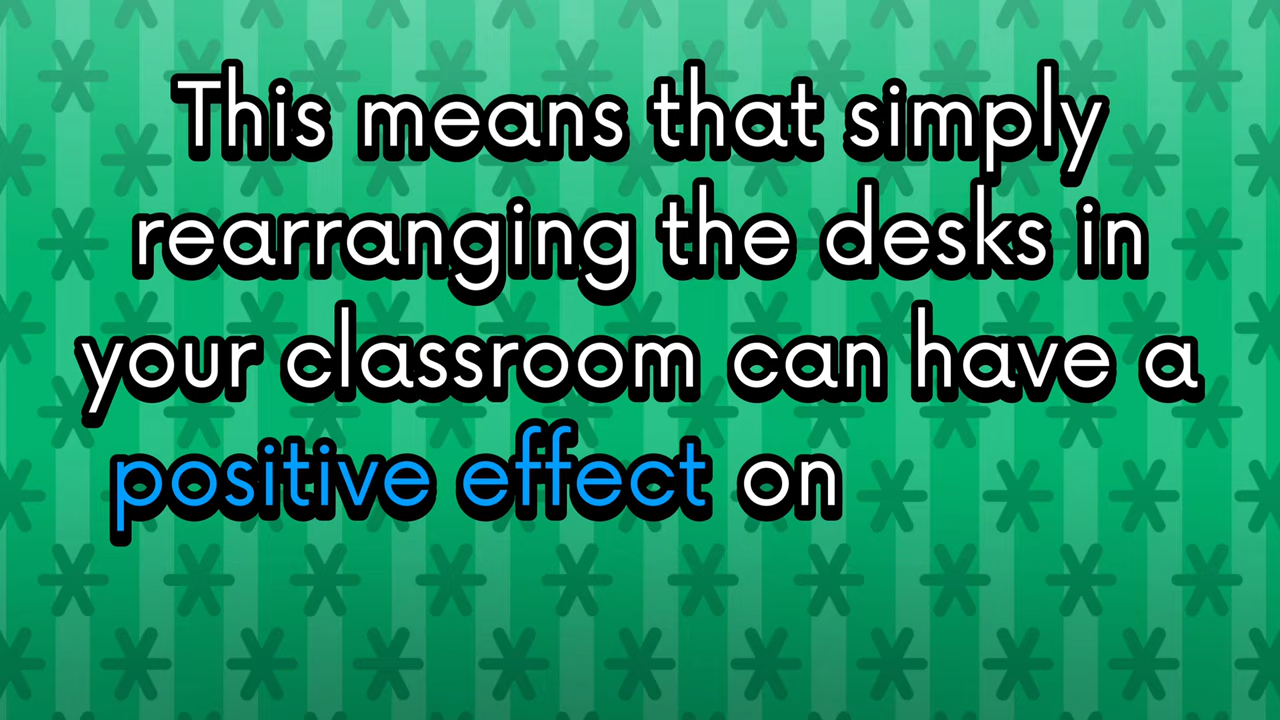 This means that simply
rearranging the desks in
your classroom can have a
positive effect on